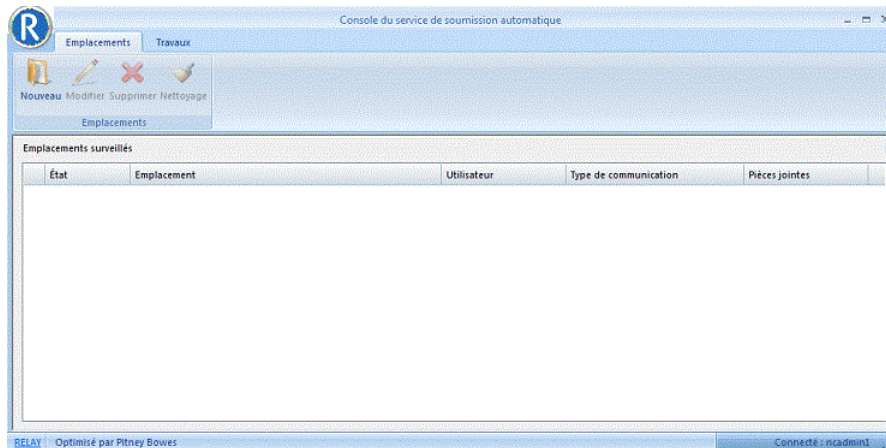 R
Console du service de soumission automatique
Emplacements Travaux
Nouveau Modifier Supprimer Nettoyage
Emplacements
Emplacements surveillés
État Emplacement Utilisateur Type de communication Pièces jointes
RELAY Optimisé par Pitney Bowes Connecté : ncadmin1